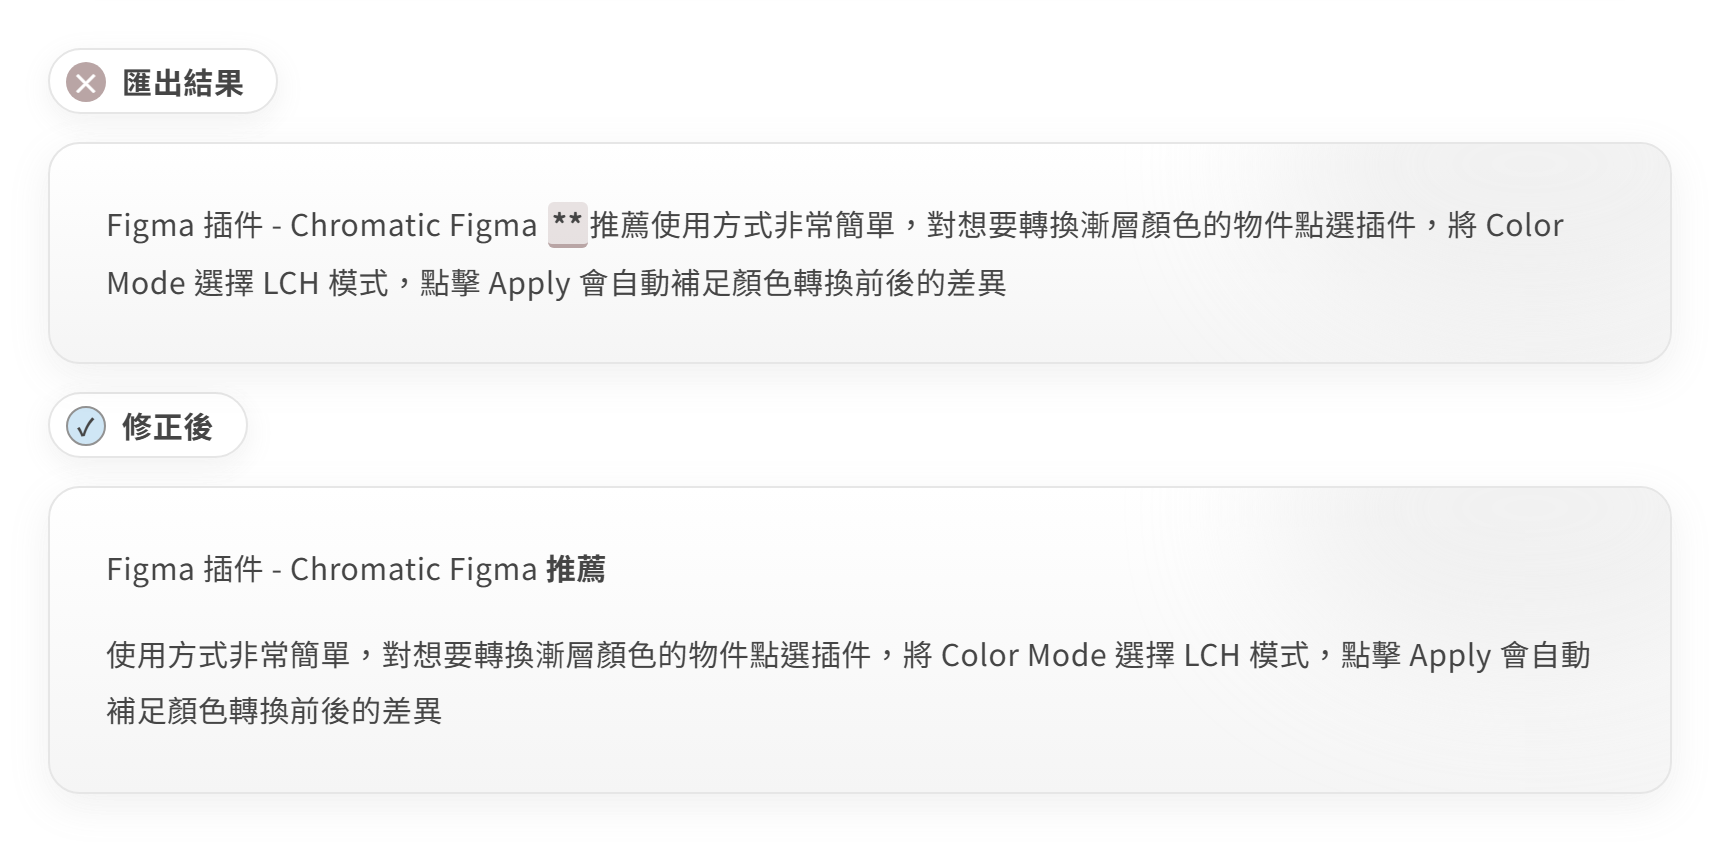 匯出結果
Figma 插件 - Chromatic Figma **推薦使用方式非常簡單，對想要轉換漸層顏色的物件點選插件，將 Color
Mode 選擇 LCH 模式，點擊 Apply 會自動補足顏色轉換前後的差異
修正後
Figma 插件 - Chromatic Figma 推薦
使用方式非常簡單，對想要轉換漸層顏色的物件點選插件，將 Color Mode 選擇 LCH 模式，點擊 Apply 會自動
補足顏色轉換前後的差異